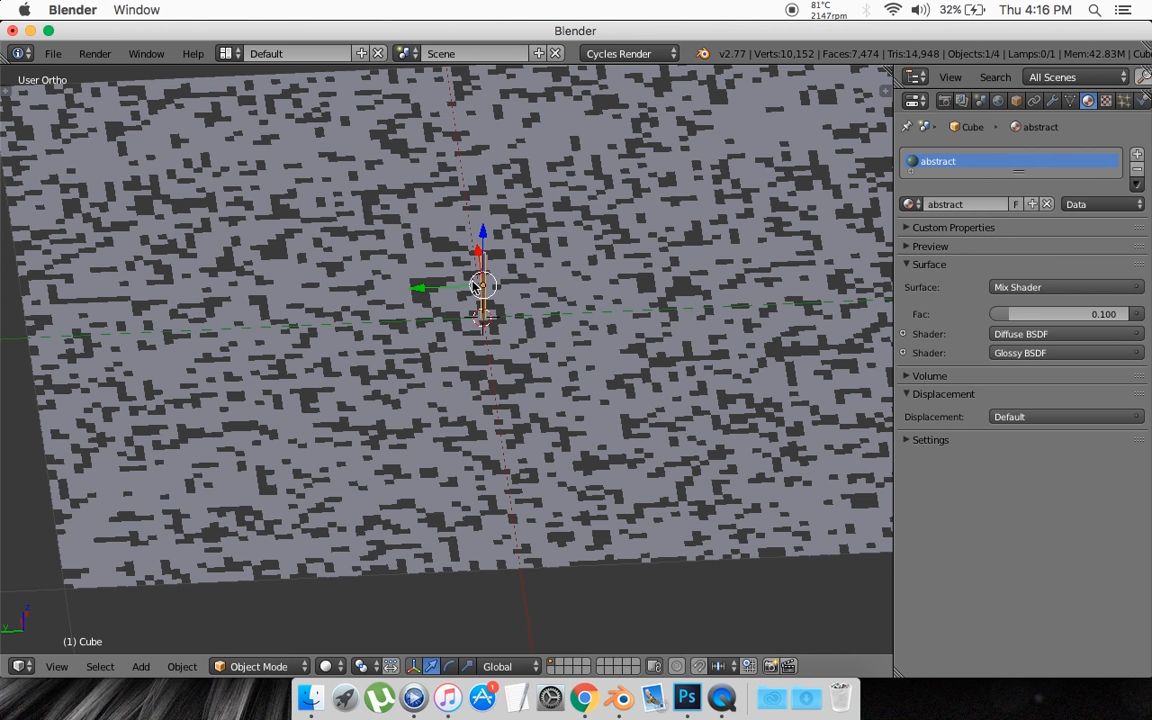 Blender Window 81°C 2147rpm 32% Thu 4:16 PM
Blender
File Render Window Help Default Scene Cycles Render v2.77 | Verts:10,152 | Faces:7,474 | Tris:14,948 | Objects:1/4 | Lamps:0/1 | Mem:42.83M |
User Ortho
View Search All Scenes
Cube abstract
abstract
abstract F Data
Custom Properties
Preview
Surface
Surface: Mix Shader
Fac: 0.100
Shader: Diffuse BSDF
Shader: Glossy BSDF
Volume
Displacement
Displacement: Default
Settings
z
y
(1) Cube
View Select Add Object Object Mode Global
1
Ps